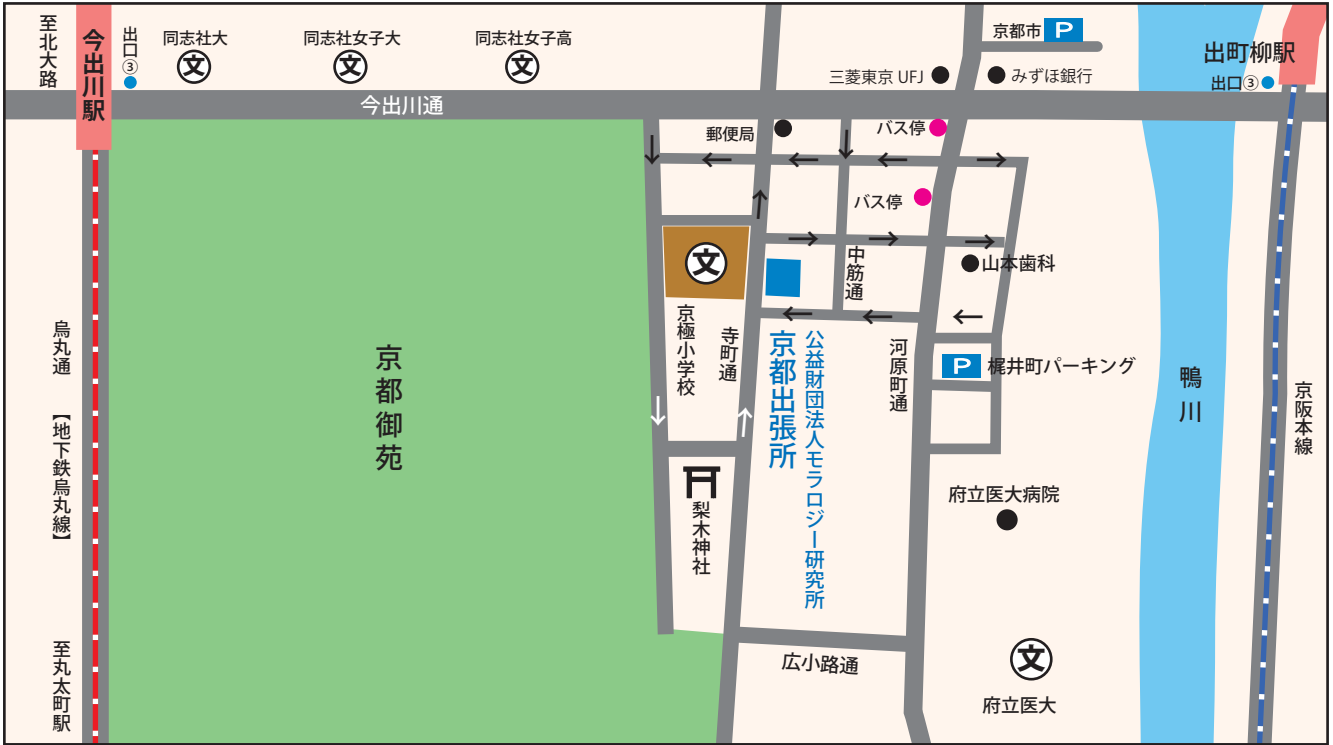 至北大路
今出川駅
出口③
同志社大
文
同志社女子大
文
同志社女子高
文
京都市
P
三菱東京 UFJ
みずほ銀行
出町柳駅
出口③
今出川通
郵便局
バス停
バス停
文
京極小学校
寺町通
中筋通
山本歯科
烏丸通
【地下鉄烏丸線】
至丸太町駅
京都御苑
公益財団法人モラロジー研究所
京都出張所
河原町通
P
梶井町パーキング
鴨川
京阪本線
梨木神社
府立医大病院
広小路通
文
府立医大